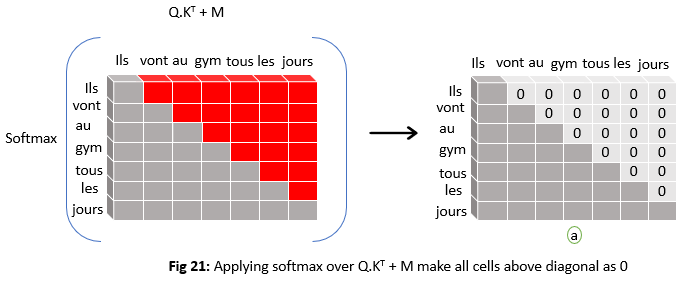 Q.Kᵀ + M
Ils vont au gym tous les jours
Ils vont au gym tous les jours
Softmax
Ils
vont
au
gym
tous
les
jours
Ils 0 0 0 0 0 0
vont 0 0 0 0 0
au 0 0 0 0
gym 0 0 0
tous 0 0
les 0
jours
a
Fig 21: Applying softmax over Q.Kᵀ + M make all cells above diagonal as 0